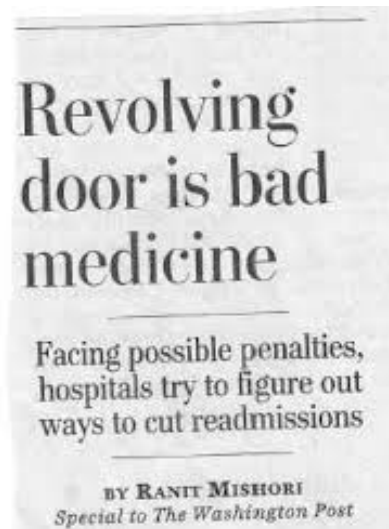 Revolving
door is bad
medicine
Facing possible penalties,
hospitals try to figure out
ways to cut readmissions
BY RANIT MISHORI
Special to The Washington Post